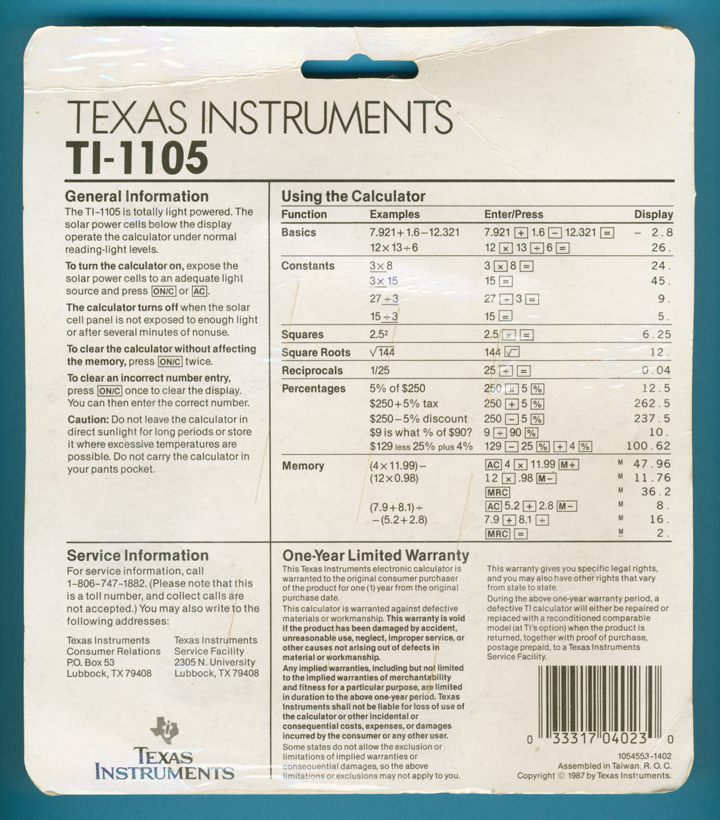 TEXAS INSTRUMENTS
TI-1105
General Information
The TI-1105 is totally light powered. The
solar power cells below the display
operate the calculator under normal
reading-light levels.
To turn the calculator on, expose the
solar power cells to an adequate light
source and press ON/C or AC.
The calculator turns off when the solar
cell panel is not exposed to enough light
or after several minutes of nonuse.
To clear the calculator without affecting
the memory, press ON/C twice.
To clear an incorrect number entry,
press ON/C once to clear the display.
You can then enter the correct number.
Caution: Do not leave the calculator in
direct sunlight for long periods or store
it where excessive temperatures are
possible. Do not carry the calculator in
your pants pocket.
Using the Calculator
Function Examples Enter/Press Display
Basics 7.921+1.6−12.321 7.921 + 1.6 − 12.321 = − 2.8
12×13÷6 12 × 13 ÷ 6 = 26.
Constants 3×8 3 × 8 = 24.
3×15 15 = 45.
27÷3 27 ÷ 3 = 9.
15÷3 15 = 5.
Squares 2.5² 2.5 × = 6.25
Square Roots √144 144 √ 12.
Reciprocals 1/25 25 ÷ = 0.04
Percentages 5% of $250 250 × 5 % 12.5
$250+5% tax 250 + 5 % 262.5
$250−5% discount 250 − 5 % 237.5
$9 is what % of $90? 9 ÷ 90 % 10.
$129 less 25% plus 4% 129 − 25 % + 4 % 100.62
Memory (4×11.99)− AC 4 × 11.99 M+ M 47.96
(12×0.98) 12 × .98 M− M 11.76
MRC M 36.2
(7.9+8.1)÷ AC 5.2 + 2.8 M− M 8.
−(5.2+2.8) 7.9 + 8.1 ÷ M 16.
MRC = M 2.
Service Information
For service information, call
1-806-747-1882. (Please note that this
is a toll number, and collect calls are
not accepted.) You may also write to the
following addresses:
Texas Instruments
Consumer Relations
P.O. Box 53
Lubbock, TX 79408
Texas Instruments
Service Facility
2305 N. University
Lubbock, TX 79408
TEXAS
INSTRUMENTS
One-Year Limited Warranty
This Texas Instruments electronic calculator is
warranted to the original consumer purchaser
of the product for one (1) year from the original
purchase date.
This calculator is warranted against defective
materials or workmanship. This warranty is void
if the product has been damaged by accident,
unreasonable use, neglect, improper service, or
other causes not arising out of defects in
material or workmanship.
Any implied warranties, including but not limited
to the implied warranties of merchantability
and fitness for a particular purpose, are limited
in duration to the above one-year period. Texas
Instruments shall not be liable for loss of use of
the calculator or other incidental or
consequential costs, expenses, or damages
incurred by the consumer or any other user.
Some states do not allow the exclusion or
limitations of implied warranties or
consequential damages, so the above
limitations or exclusions may not apply to you.
This warranty gives you specific legal rights,
and you may also have other rights that vary
from state to state.
During the above one-year warranty period, a
defective TI calculator will either be repaired or
replaced with a reconditioned comparable
model (at TI's option) when the product is
returned, together with proof of purchase,
postage prepaid, to a Texas Instruments
Service Facility.
0 33317 04023 0
1054553-1402
Assembled in Taiwan, R. O. C.
Copyright © 1987 by Texas Instruments.